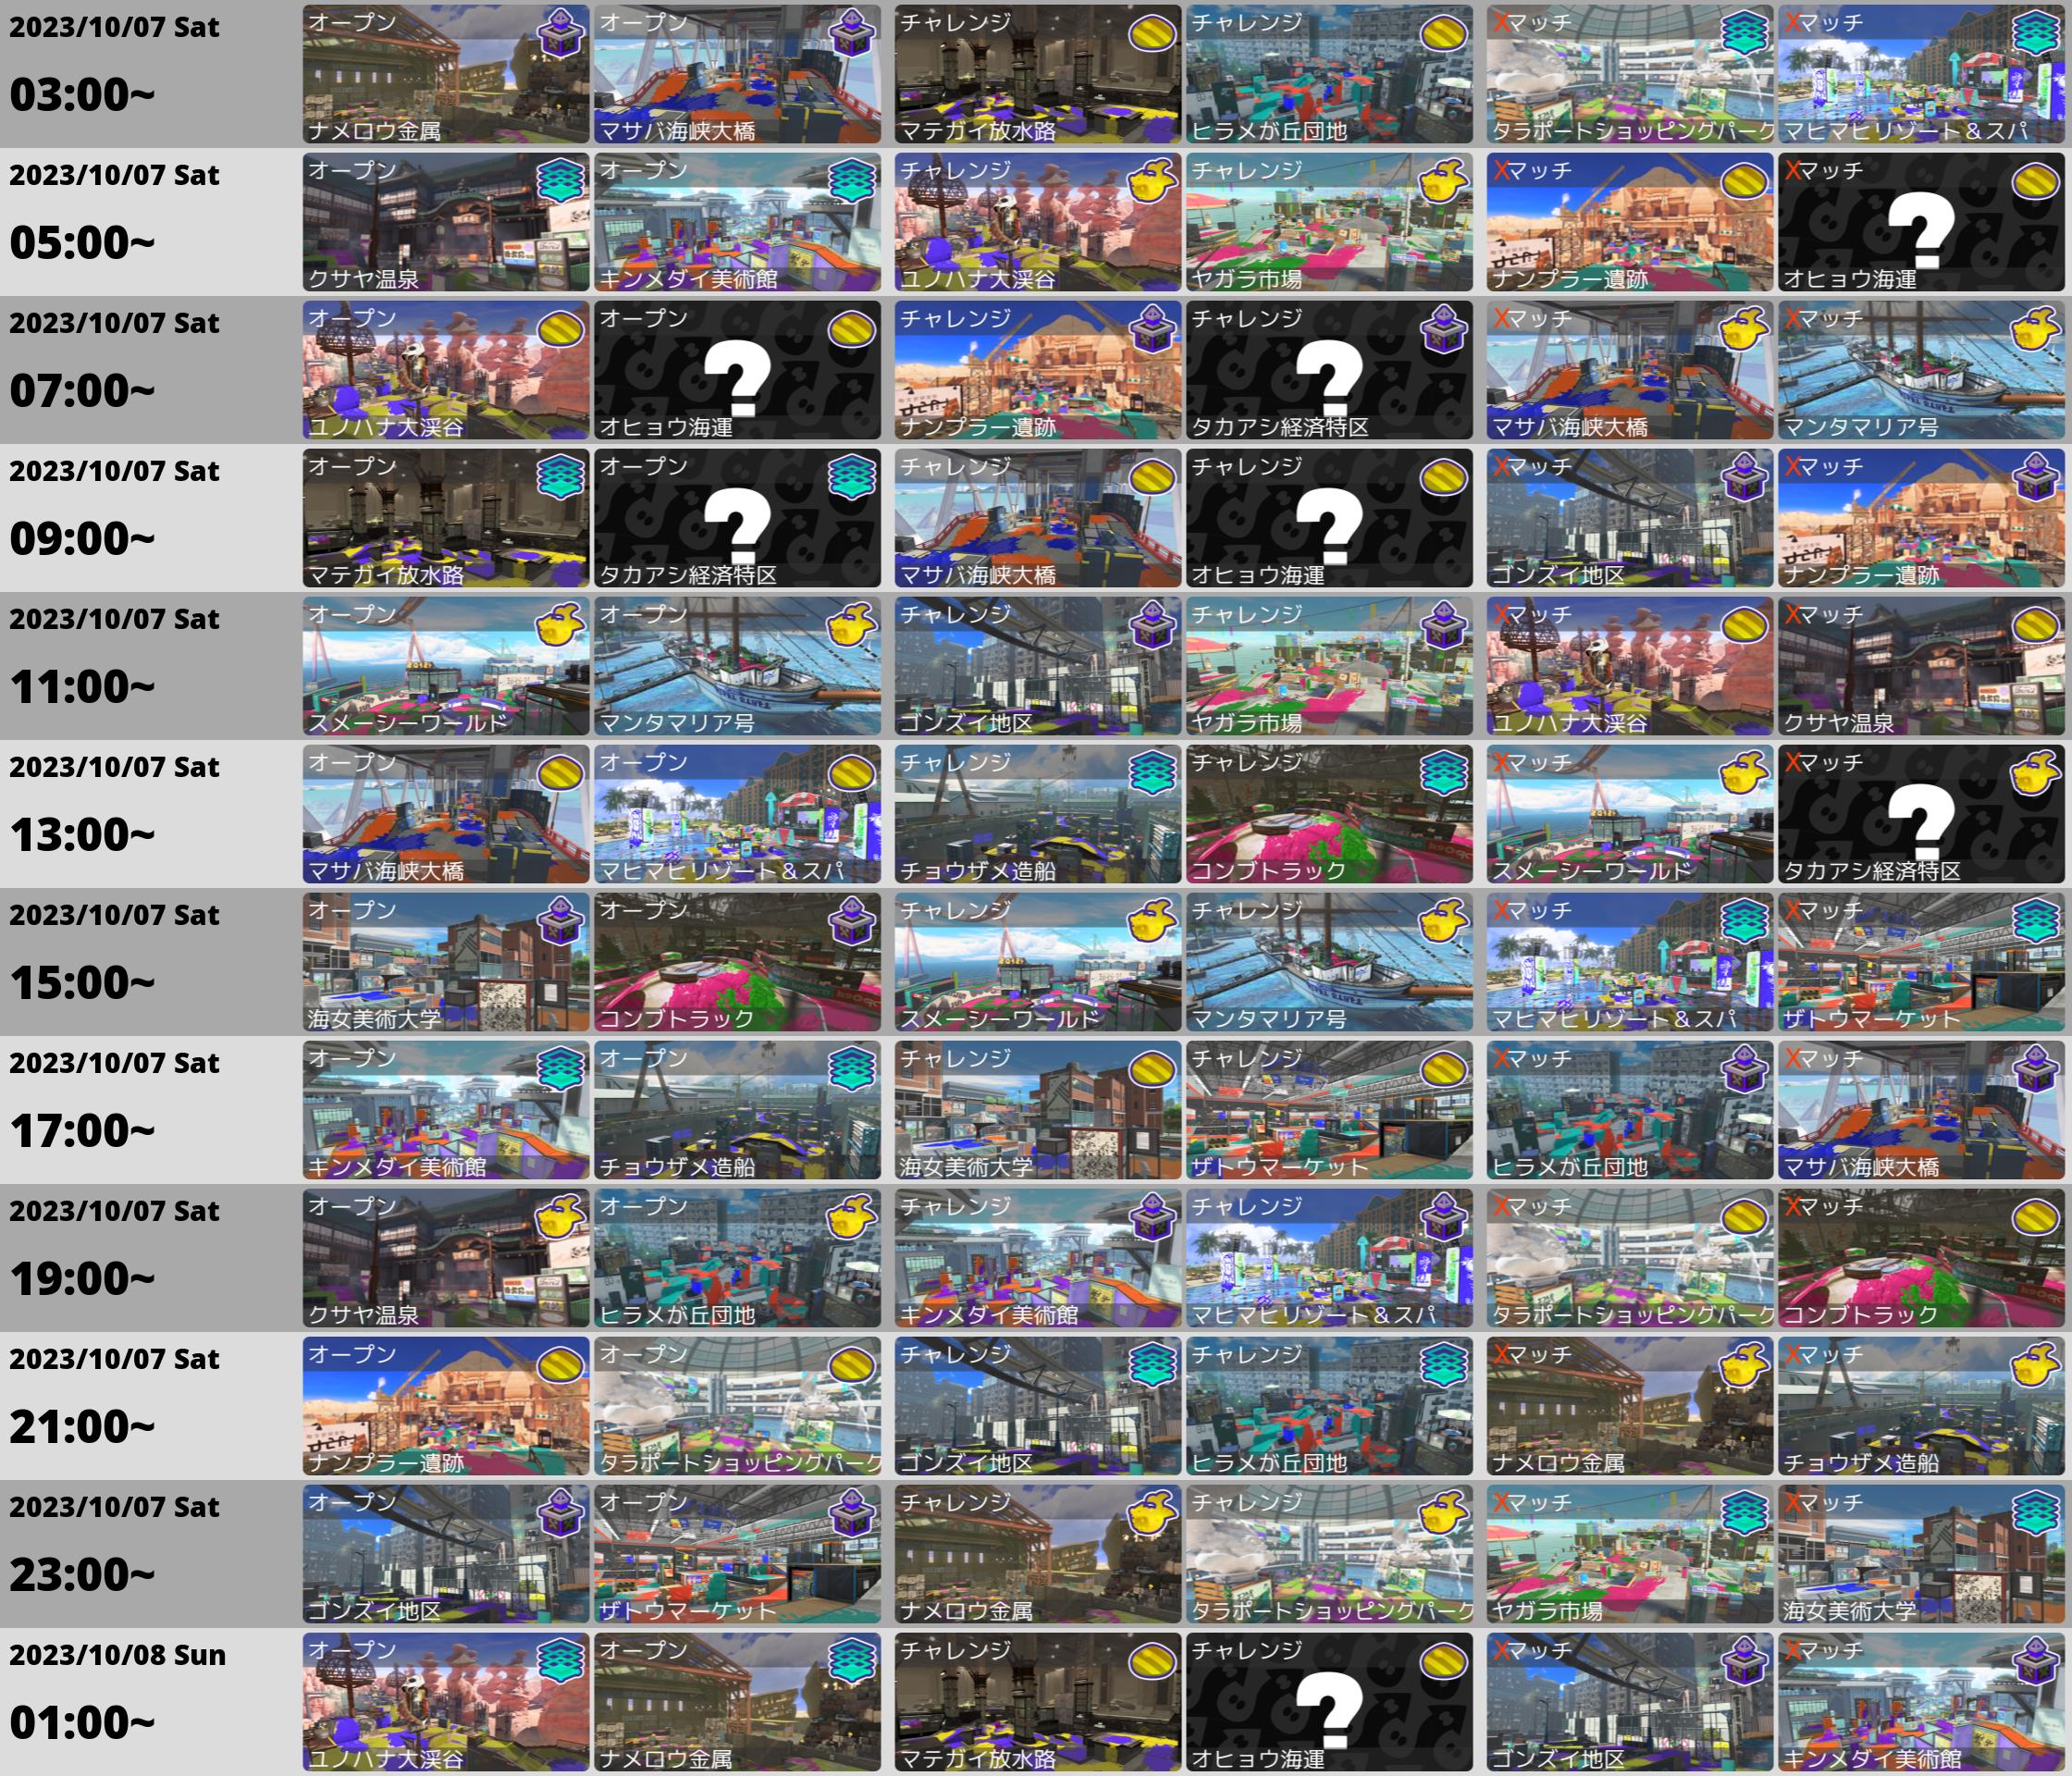 2023/10/07 Sat
03:00~
オープン
オープン
チャレンジ
チャレンジ
Xマッチ
Xマッチ
ナメロウ金属
マサバ海峡大橋
マテガイ放水路
ヒラメが丘団地
タラポートショッピングパーク
マヒマヒリゾート&スパ
2023/10/07 Sat
05:00~
オープン
オープン
チャレンジ
チャレンジ
Xマッチ
Xマッチ
クサヤ温泉
キンメダイ美術館
ユノハナ大渓谷
ヤガラ市場
ナンプラー遺跡
オヒョウ海運
2023/10/07 Sat
07:00~
オープン
オープン
チャレンジ
チャレンジ
Xマッチ
Xマッチ
ユノハナ大渓谷
オヒョウ海運
ナンプラー遺跡
タカアシ経済特区
マサバ海峡大橋
マンタマリア号
2023/10/07 Sat
09:00~
オープン
オープン
チャレンジ
チャレンジ
Xマッチ
Xマッチ
マテガイ放水路
タカアシ経済特区
マサバ海峡大橋
オヒョウ海運
ゴンズイ地区
ナンプラー遺跡
2023/10/07 Sat
11:00~
オープン
オープン
チャレンジ
チャレンジ
Xマッチ
Xマッチ
スメーシーワールド
マンタマリア号
ゴンズイ地区
ヤガラ市場
ユノハナ大渓谷
クサヤ温泉
2023/10/07 Sat
13:00~
オープン
オープン
チャレンジ
チャレンジ
Xマッチ
Xマッチ
マサバ海峡大橋
マヒマヒリゾート&スパ
チョウザメ造船
コンブトラック
スメーシーワールド
タカアシ経済特区
2023/10/07 Sat
15:00~
オープン
オープン
チャレンジ
チャレンジ
Xマッチ
Xマッチ
海女美術大学
コンブトラック
スメーシーワールド
マンタマリア号
マヒマヒリゾート&スパ
ザトウマーケット
2023/10/07 Sat
17:00~
オープン
オープン
チャレンジ
チャレンジ
Xマッチ
Xマッチ
キンメダイ美術館
チョウザメ造船
海女美術大学
ザトウマーケット
ヒラメが丘団地
マサバ海峡大橋
2023/10/07 Sat
19:00~
オープン
オープン
チャレンジ
チャレンジ
Xマッチ
Xマッチ
クサヤ温泉
ヒラメが丘団地
キンメダイ美術館
マヒマヒリゾート&スパ
タラポートショッピングパーク
コンブトラック
2023/10/07 Sat
21:00~
オープン
オープン
チャレンジ
チャレンジ
Xマッチ
Xマッチ
ナンプラー遺跡
タラポートショッピングパーク
ゴンズイ地区
ヒラメが丘団地
ナメロウ金属
チョウザメ造船
2023/10/07 Sat
23:00~
オープン
オープン
チャレンジ
チャレンジ
Xマッチ
Xマッチ
ゴンズイ地区
ザトウマーケット
ナメロウ金属
タラポートショッピングパーク
ヤガラ市場
海女美術大学
2023/10/08 Sun
01:00~
オープン
オープン
チャレンジ
チャレンジ
Xマッチ
Xマッチ
ユノハナ大渓谷
ナメロウ金属
マテガイ放水路
オヒョウ海運
ゴンズイ地区
キンメダイ美術館